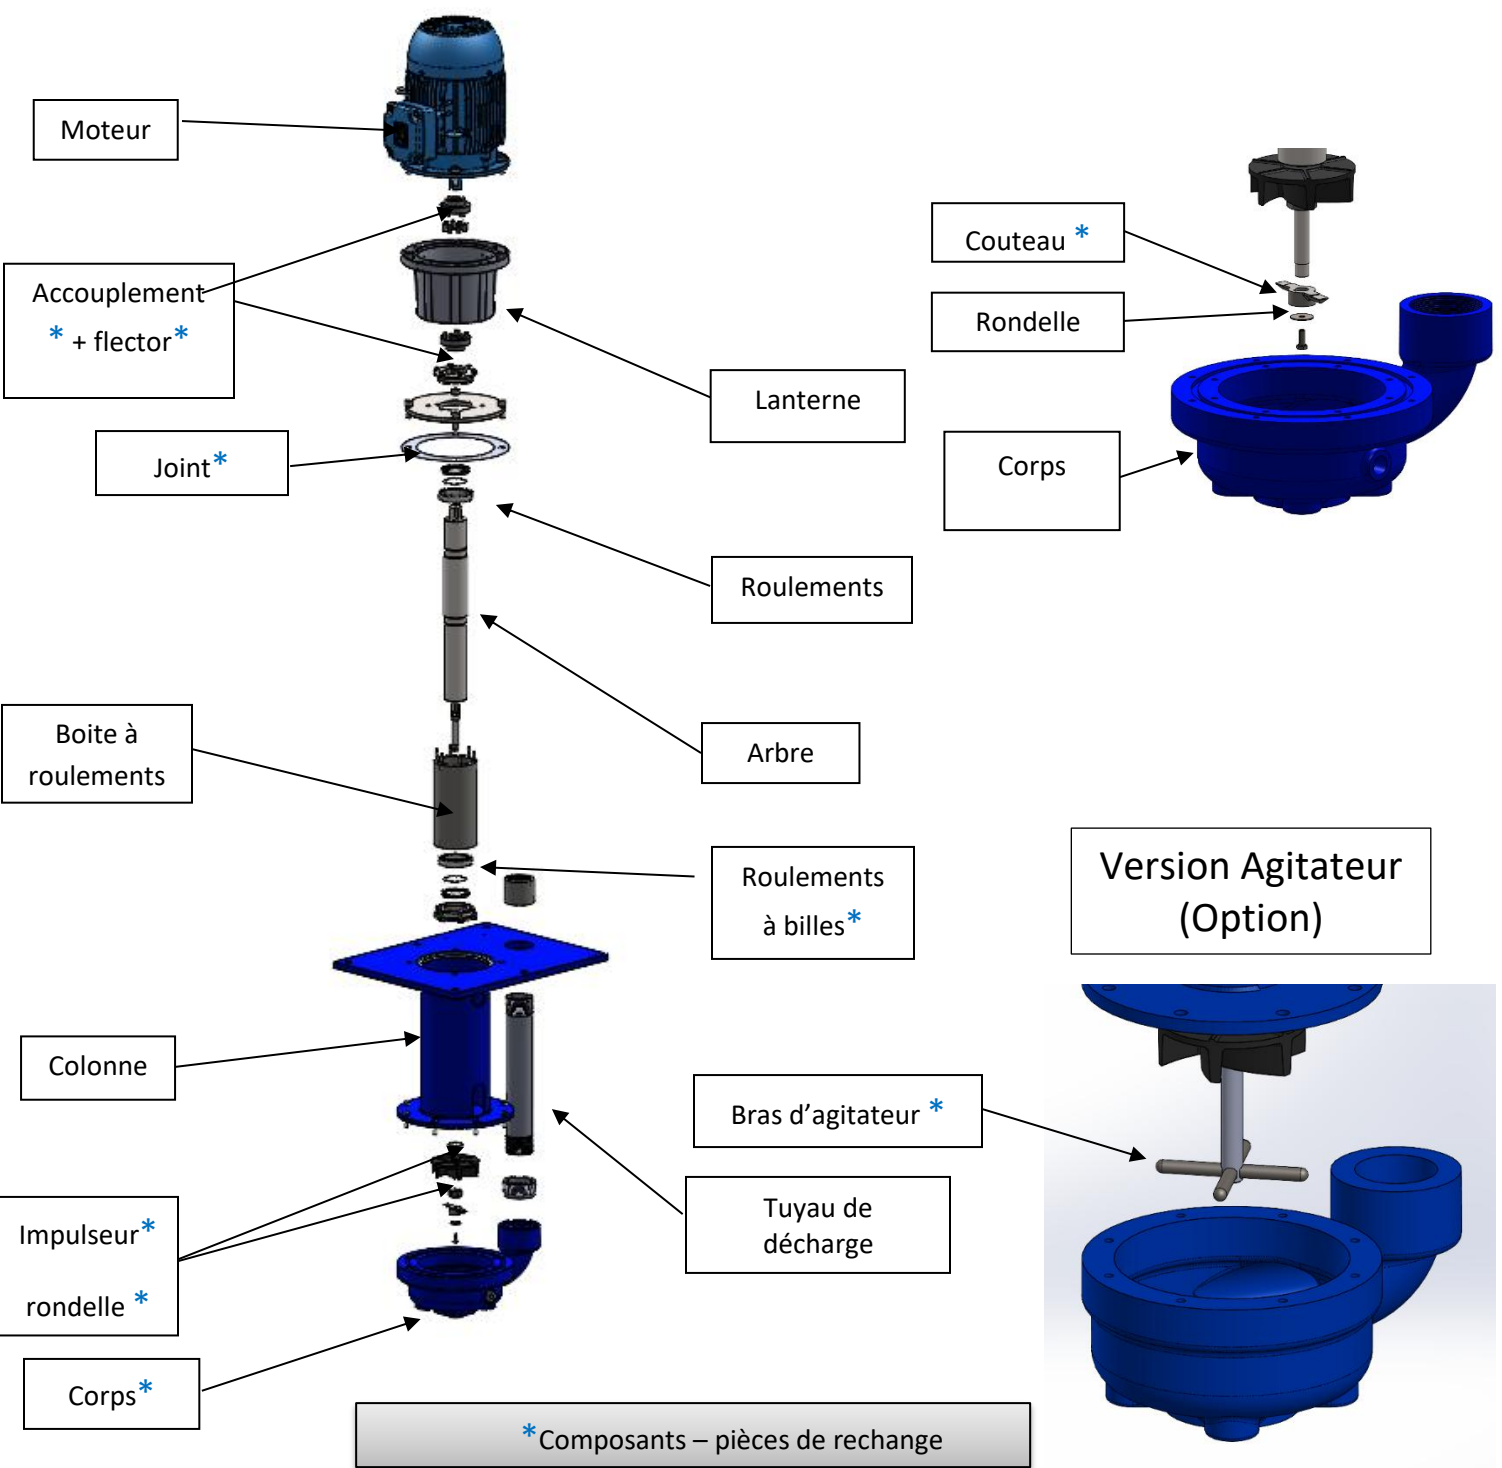 Moteur
Accouplement
* + flector*
Joint*
Lanterne
Roulements
Arbre
Boite à
roulements
Roulements
à billes*
Colonne
Tuyau de
décharge
Impulseur*
rondelle *
Corps*
Couteau *
Rondelle
Corps
Version Agitateur
(Option)
Bras d’agitateur *
*Composants – pièces de rechange